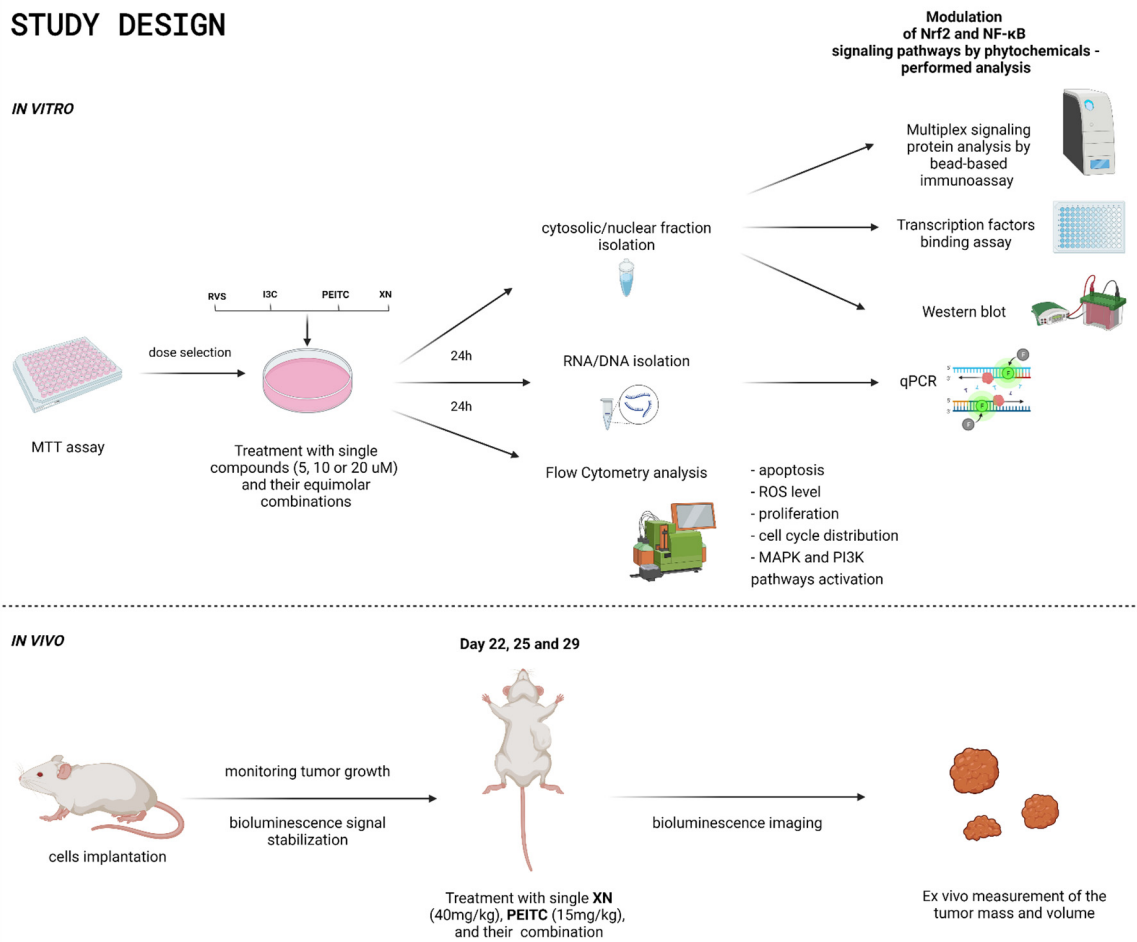 STUDY DESIGN
Modulation
of Nrf2 and NF-κB
signaling pathways by phytochemicals -
performed analysis
IN VITRO
Multiplex signaling
protein analysis by
bead-based
immunoassay
cytosolic/nuclear fraction
isolation
Transcription factors
binding assay
Western blot
RVS
I3C
PEITC
XN
dose selection
24h
24h
RNA/DNA isolation
qPCR
F
F
F
F
5'
3'
3'
5'
MTT assay
Treatment with single
compounds (5, 10 or 20 uM)
and their equimolar
combinations
Flow Cytometry analysis
- apoptosis
- ROS level
- proliferation
- cell cycle distribution
- MAPK and PI3K
pathways activation
IN VIVO
Day 22, 25 and 29
monitoring tumor growth
bioluminescence signal
stabilization
cells implantation
bioluminescence imaging
Treatment with single XN
(40mg/kg), PEITC (15mg/kg),
and their combination
Ex vivo measurement of the
tumor mass and volume